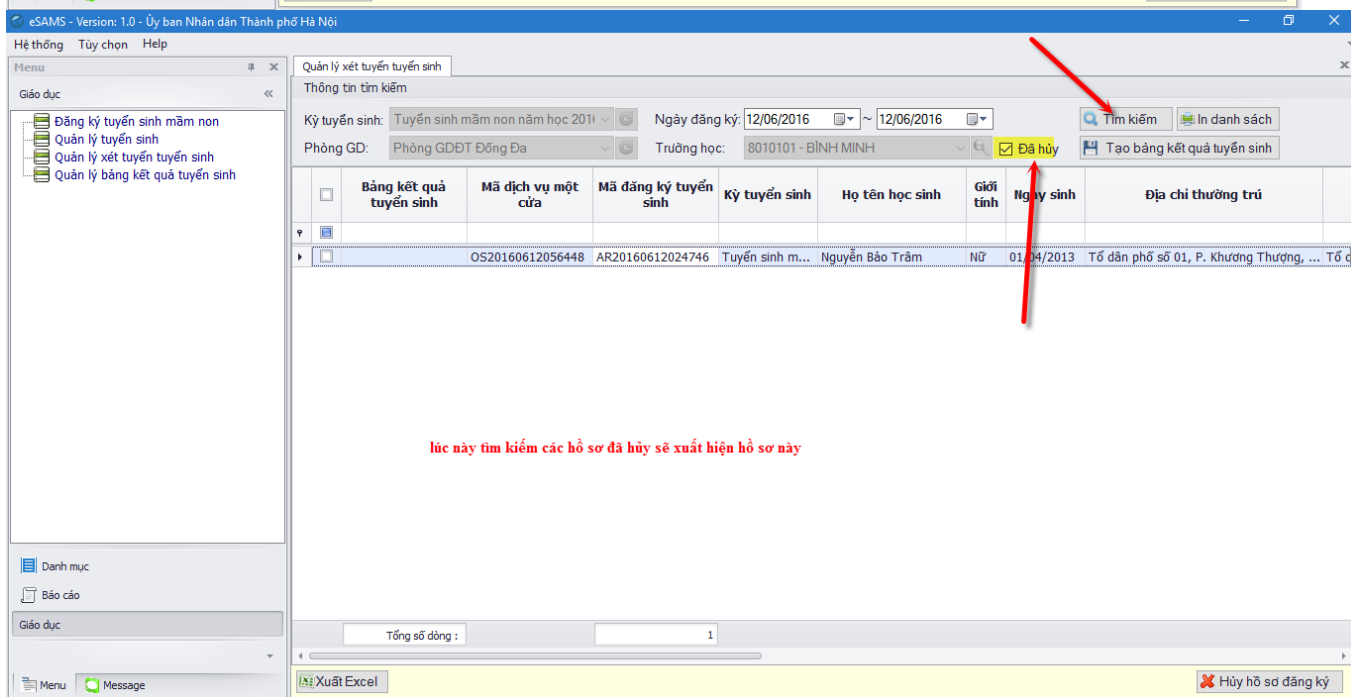 eSAMS - Version: 1.0 - Ủy ban Nhân dân Thành phố Hà Nội
Hệ thống Tùy chọn Help
Menu
Quản lý xét tuyển tuyển sinh
Giáo dục
Thông tin tìm kiếm
Đăng ký tuyển sinh mầm non
Quản lý tuyển sinh
Quản lý xét tuyển tuyển sinh
Quản lý bảng kết quả tuyển sinh
Kỳ tuyển sinh: Tuyển sinh mầm non năm học 201 Ngày đăng ký: 12/06/2016 ~ 12/06/2016 Tìm kiếm In danh sách
Phòng GD: Phòng GDĐT Đống Đa Trường học: 8010101 - BÌNH MINH Đã hủy Tạo bảng kết quả tuyển sinh
Bảng kết quả tuyển sinh Mã dịch vụ một cửa Mã đăng ký tuyển sinh Kỳ tuyển sinh Họ tên học sinh Giới tính Ngày sinh Địa chỉ thường trú
OS20160612056448 AR20160612024746 Tuyển sinh m... Nguyễn Bảo Trâm Nữ 01/04/2013 Tổ dân phố số 01, P. Khương Thượng, ... Tổ
lúc này tìm kiếm các hồ sơ đã hủy sẽ xuất hiện hồ sơ này
Danh mục
Báo cáo
Giáo dục
Tổng số dòng : 1
Menu Message
Xuất Excel Hủy hồ sơ đăng ký